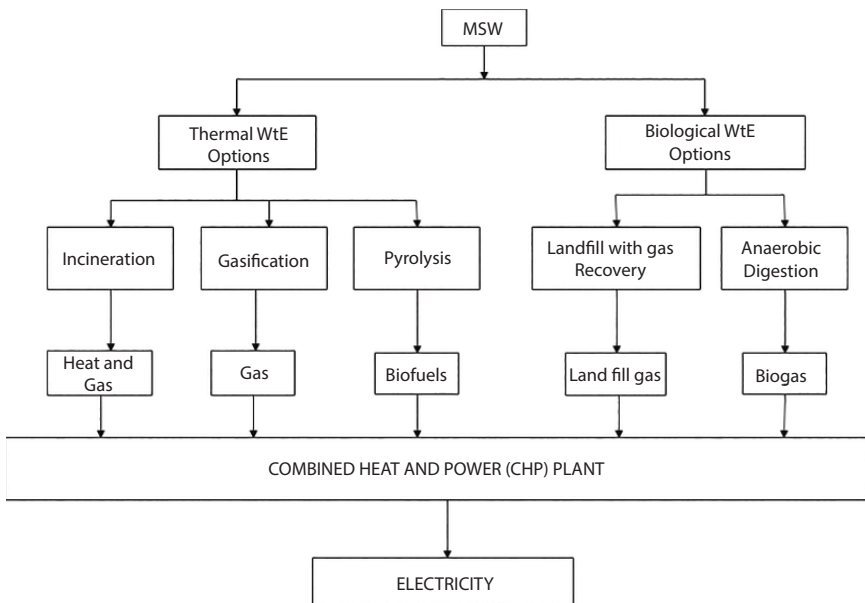 MSW
Thermal WtE
Options
Biological WtE
Options
Incineration
Gasification
Pyrolysis
Landfill with gas
Recovery
Anaerobic
Digestion
Heat and
Gas
Gas
Biofuels
Land fill gas
Biogas
COMBINED HEAT AND POWER (CHP) PLANT
ELECTRICITY